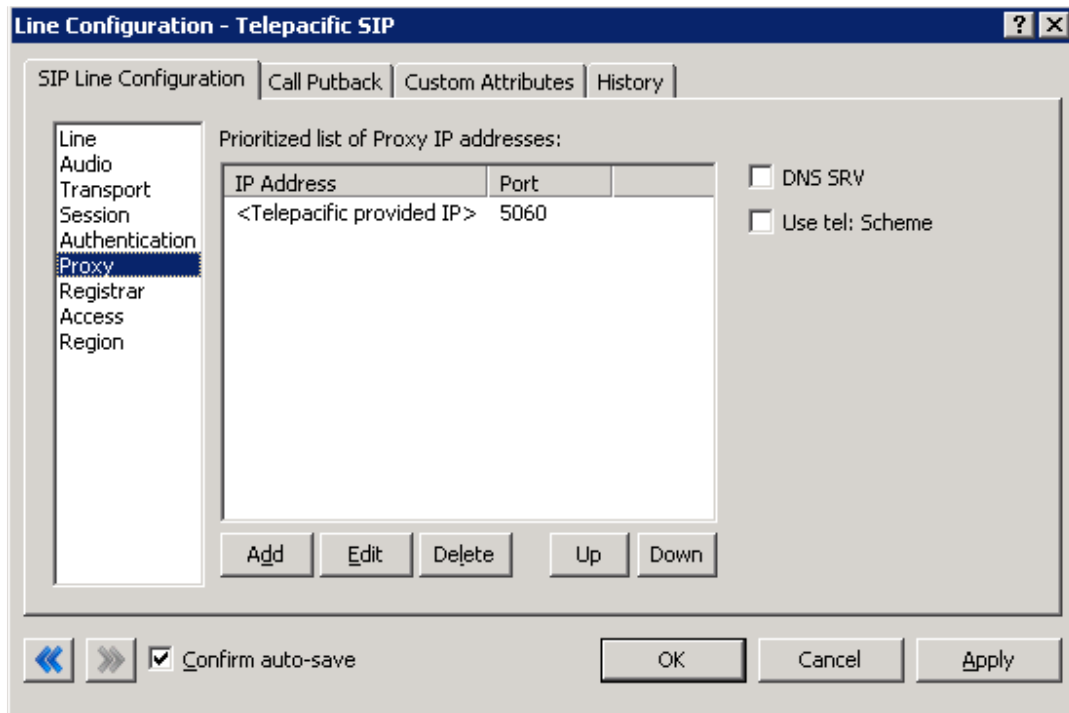 Line Configuration - Telepacific SIP
SIP Line Configuration Call Putback Custom Attributes History
Line
Audio
Transport
Session
Authentication
Proxy
Registrar
Access
Region
Prioritized list of Proxy IP addresses:
IP Address Port
<Telepacific provided IP> 5060
DNS SRV
Use tel: Scheme
Add Edit Delete Up Down
Confirm auto-save OK Cancel Apply